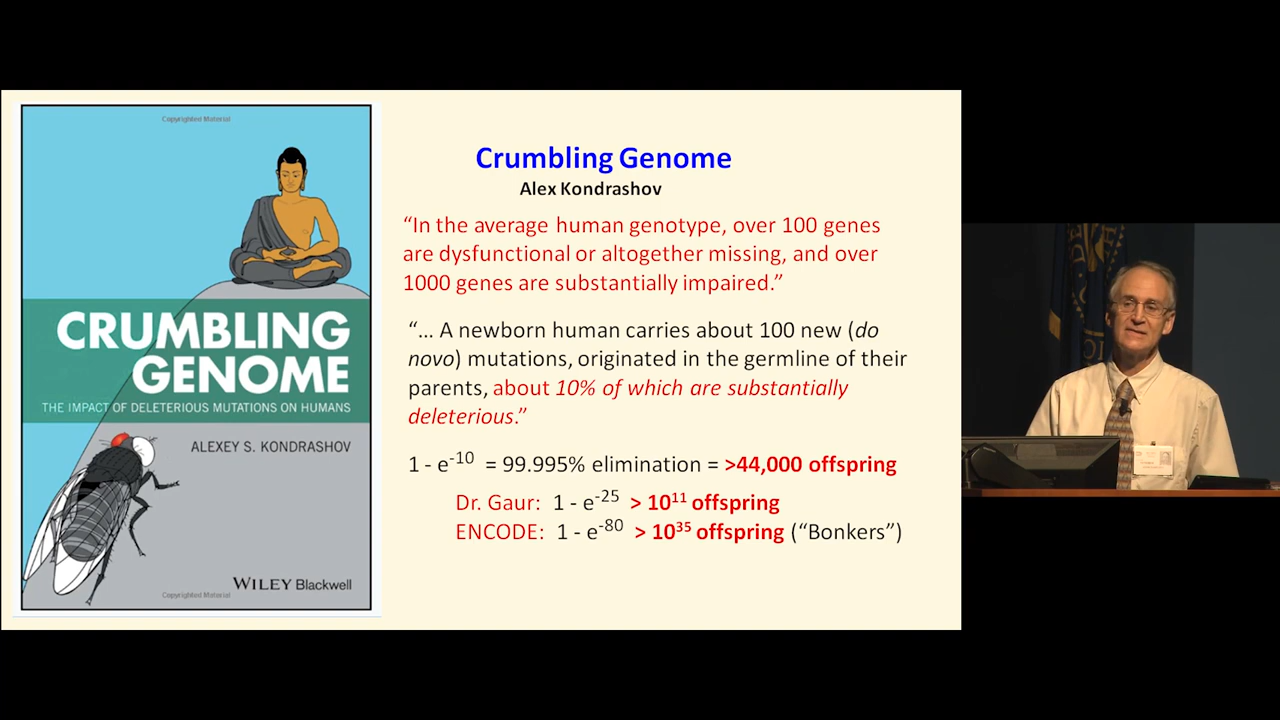 Copyrighted Material
CRUMBLING
GENOME
THE IMPACT OF DELETERIOUS MUTATIONS ON HUMANS
ALEXEY S. KONDRASHOV
WILEY Blackwell
Copyrighted Material
Crumbling Genome
Alex Kondrashov
“In the average human genotype, over 100 genes
are dysfunctional or altogether missing, and over
1000 genes are substantially impaired.”
“... A newborn human carries about 100 new (do
novo) mutations, originated in the germline of their
parents, about 10% of which are substantially
deleterious.”
1 - e⁻¹⁰ = 99.995% elimination = >44,000 offspring
Dr. Gaur: 1 - e⁻²⁵ > 10¹¹ offspring
ENCODE: 1 - e⁻⁸⁰ > 10³⁵ offspring (“Bonkers”)